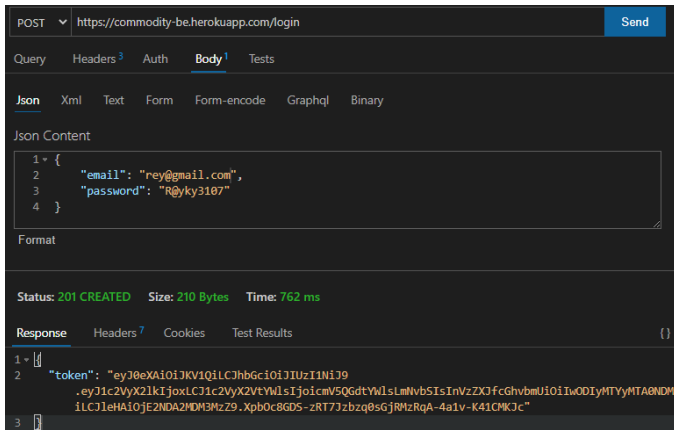 POST https://commodity-be.herokuapp.com/login Send
Query Headers 3 Auth Body 1 Tests
Json Xml Text Form Form-encode Graphql Binary
Json Content
1 {
2 "email": "rey@gmail.com",
3 "password": "R@yky3107"
4 }
Format
Status: 201 CREATED Size: 210 Bytes Time: 762 ms
Response Headers 7 Cookies Test Results {}
1 {
2 "token": "eyJ0eXAiOiJKV1QiLCJhbGciOiJIUzI1NiJ9
.eyJ1c2VyX2lkIjoxLCJ1c2VyX2VtYWlsIjoicmV5QGdtYWlsLmNvbSIsInVzZXJfcGhvbmUiOiIwODIyMTYyMTA0NDM
iLCJleHAiOjE2NDA2MDM3MzZ9.XpbOc8GDS-zRT7Jzbzq0sGjRMzRqA-4a1v-K41CMKJc"
3 }